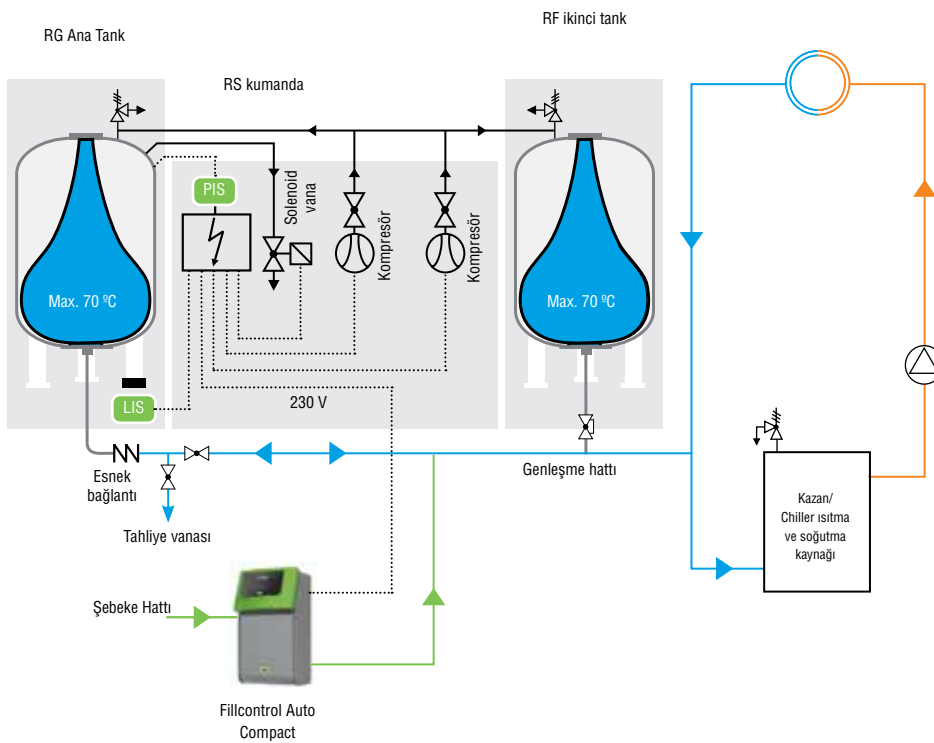 RG Ana Tank
RF ikinci tank
RS kumanda
PIS
Solenoid
vana
Kompresör
Kompresör
Max. 70 ºC
Max. 70 ºC
LIS
230 V
Esnek
bağlantı
Genleşme hattı
Tahliye vanası
Kazan/
Chiller ısıtma
ve soğutma
kaynağı
Şebeke Hattı
Fillcontrol Auto
Compact